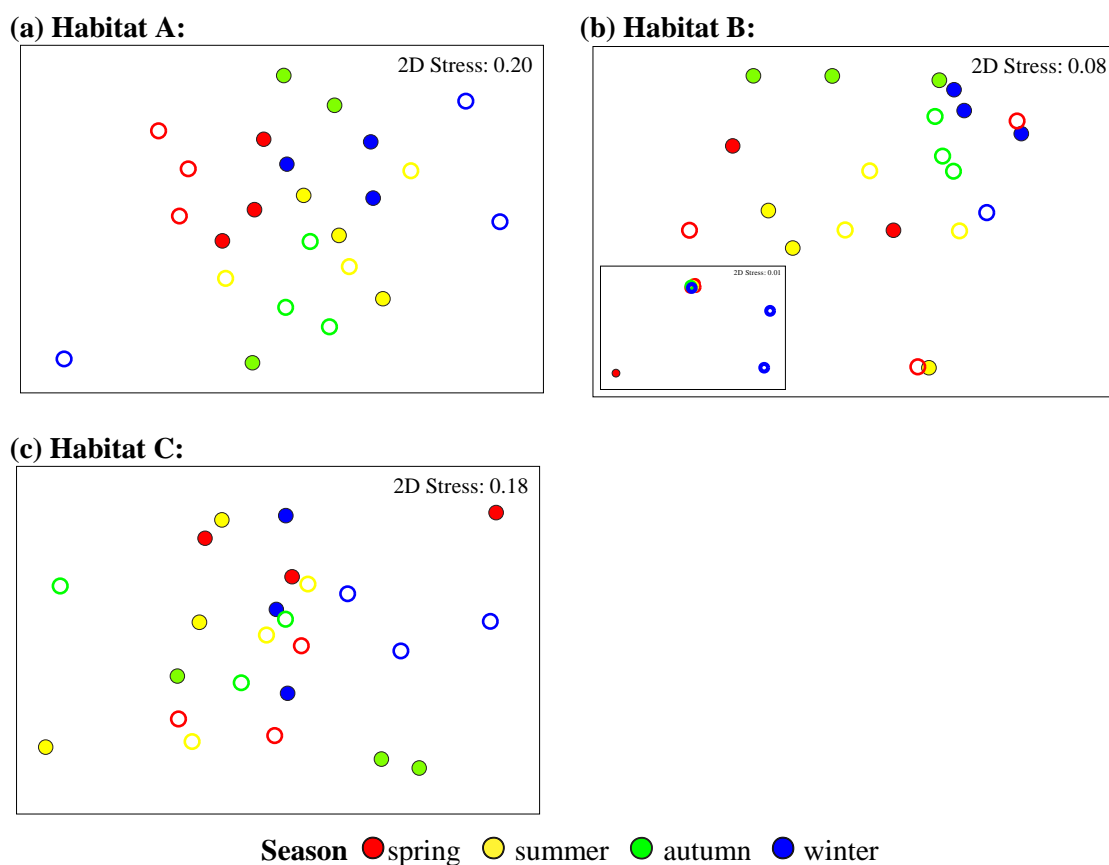 (a) Habitat A:
2D Stress: 0.20
(b) Habitat B:
2D Stress: 0.08
2D Stress: 0.01
(c) Habitat C:
2D Stress: 0.18
Season spring summer autumn winter